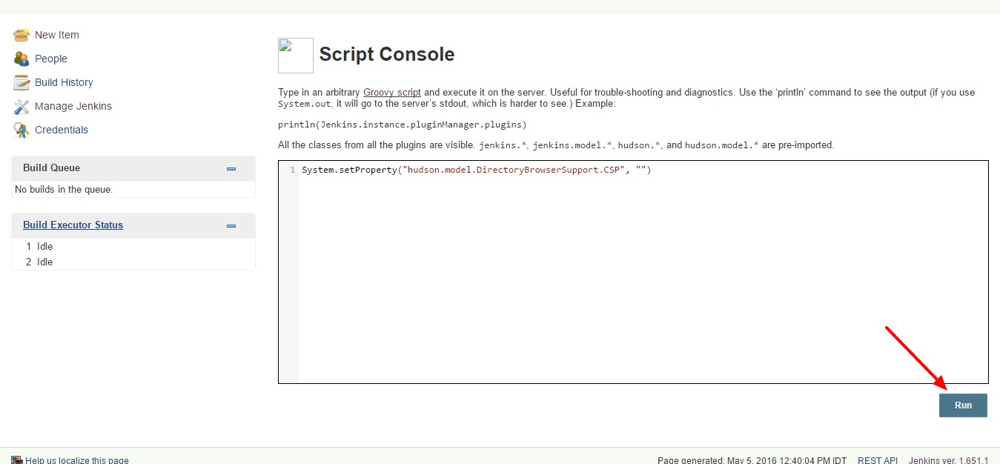 New Item
People
Build History
Manage Jenkins
Credentials
Build Queue
No builds in the queue.
Build Executor Status
1 Idle
2 Idle
Script Console
Type in an arbitrary Groovy script and execute it on the server. Useful for trouble-shooting and diagnostics. Use the ‘println’ command to see the output (if you use
System.out, it will go to the server’s stdout, which is harder to see.) Example:
println(Jenkins.instance.pluginManager.plugins)
All the classes from all the plugins are visible. jenkins.*, jenkins.model.*, hudson.*, and hudson.model.* are pre-imported.
1 System.setProperty("hudson.model.DirectoryBrowserSupport.CSP", "")
Run
Help us localize this page
Page generated: May 5, 2016 12:40:04 PM IDT REST API Jenkins ver. 1.651.1